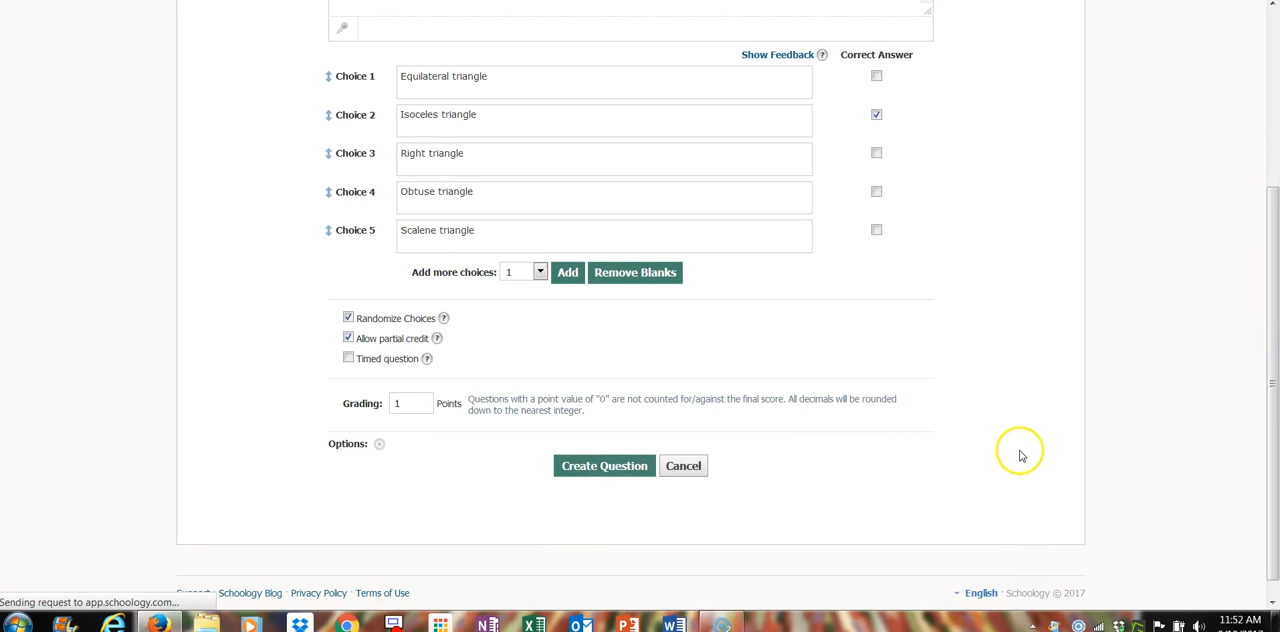 Show Feedback ? Correct Answer
Choice 1 Equilateral triangle
Choice 2 Isoceles triangle
Choice 3 Right triangle
Choice 4 Obtuse triangle
Choice 5 Scalene triangle
Add more choices: 1 Add Remove Blanks
Randomize Choices ?
Allow partial credit ?
Timed question ?
Grading: 1 Points Questions with a point value of "0" are not counted for/against the final score. All decimals will be rounded
down to the nearest integer.
Options:
Create Question Cancel
Support · Schoology Blog · Privacy Policy · Terms of Use English · Schoology © 2017
Sending request to app.schoology.com...
11:52 AM